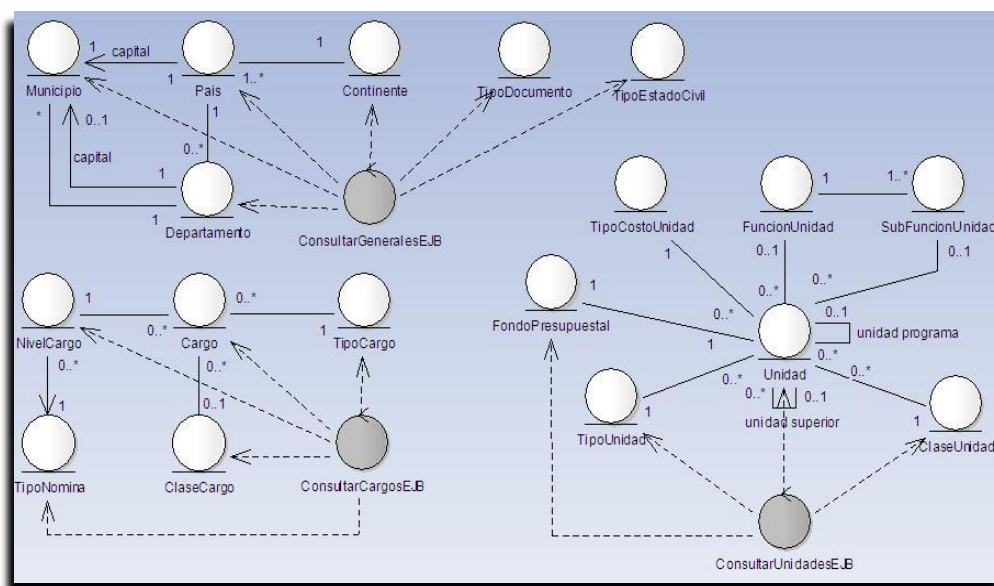 1
capital
1
1
Municipio
Pais
1..*
Continente
TipoDocumento
TipoEstadoCivil
*
0..1
1
capital
0..*
1
1
Departamento
ConsultarGeneralesEJB
TipoCostoUnidad
1
FuncionUnidad
1..*
SubFuncionUnidad
1
0..1
0..1
1
0..*
0..*
0..*
0..1
unidad programa
FondoPresupuestal
1
Unidad
0..*
0..*
0..*
0..*
0..1
unidad superior
1
TipoUnidad
1
ClaseUnidad
ConsultarUnidadesEJB
1
0..*
NivelCargo
0..*
Cargo
1
TipoCargo
0..*
0..*
1
0..1
TipoNomina
ClaseCargo
ConsultarCargosEJB